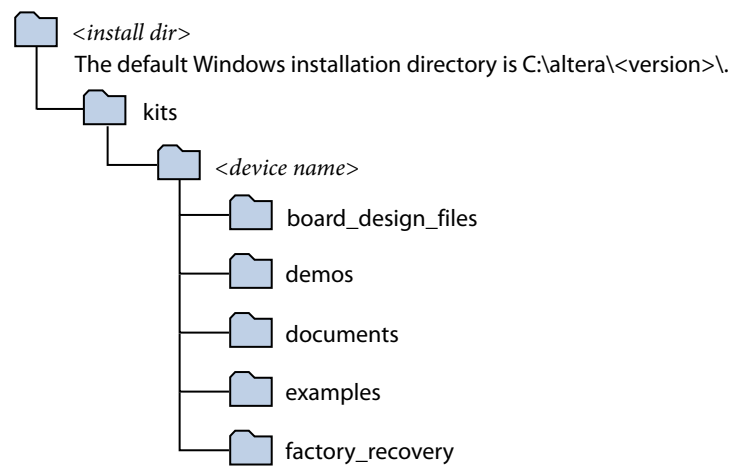 <install dir>
The default Windows installation directory is C:\altera\<version>\.
kits
<device name>
board_design_files
demos
documents
examples
factory_recovery